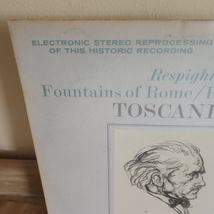 ELECTRONIC STEREO REPROCESSING
OF THIS HISTORIC RECORDING
Respighi
Fountains of Rome/
TOSCANI